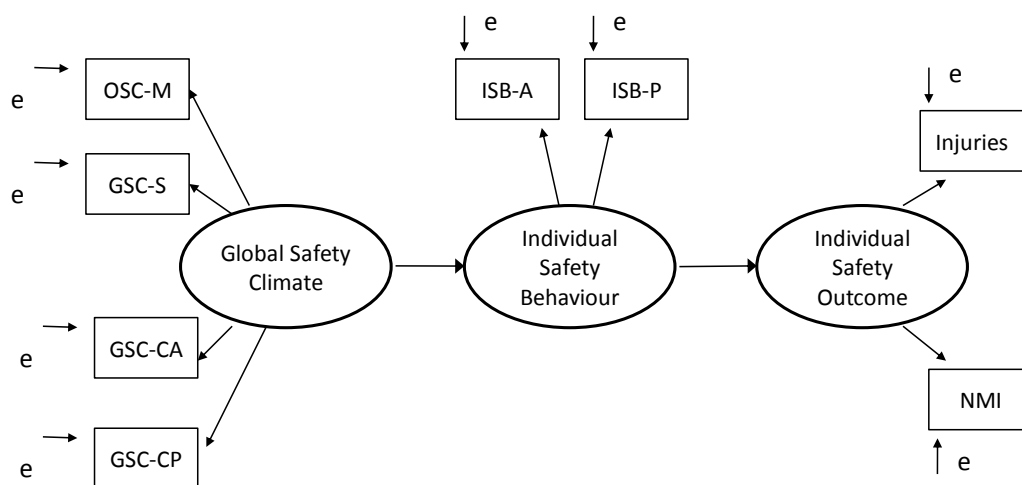 e
OSC-M
e
GSC-S
Global Safety
Climate
e
GSC-CA
e
GSC-CP
e
ISB-A
e
ISB-P
Individual
Safety
Behaviour
e
Injuries
Individual
Safety
Outcome
NMI
e